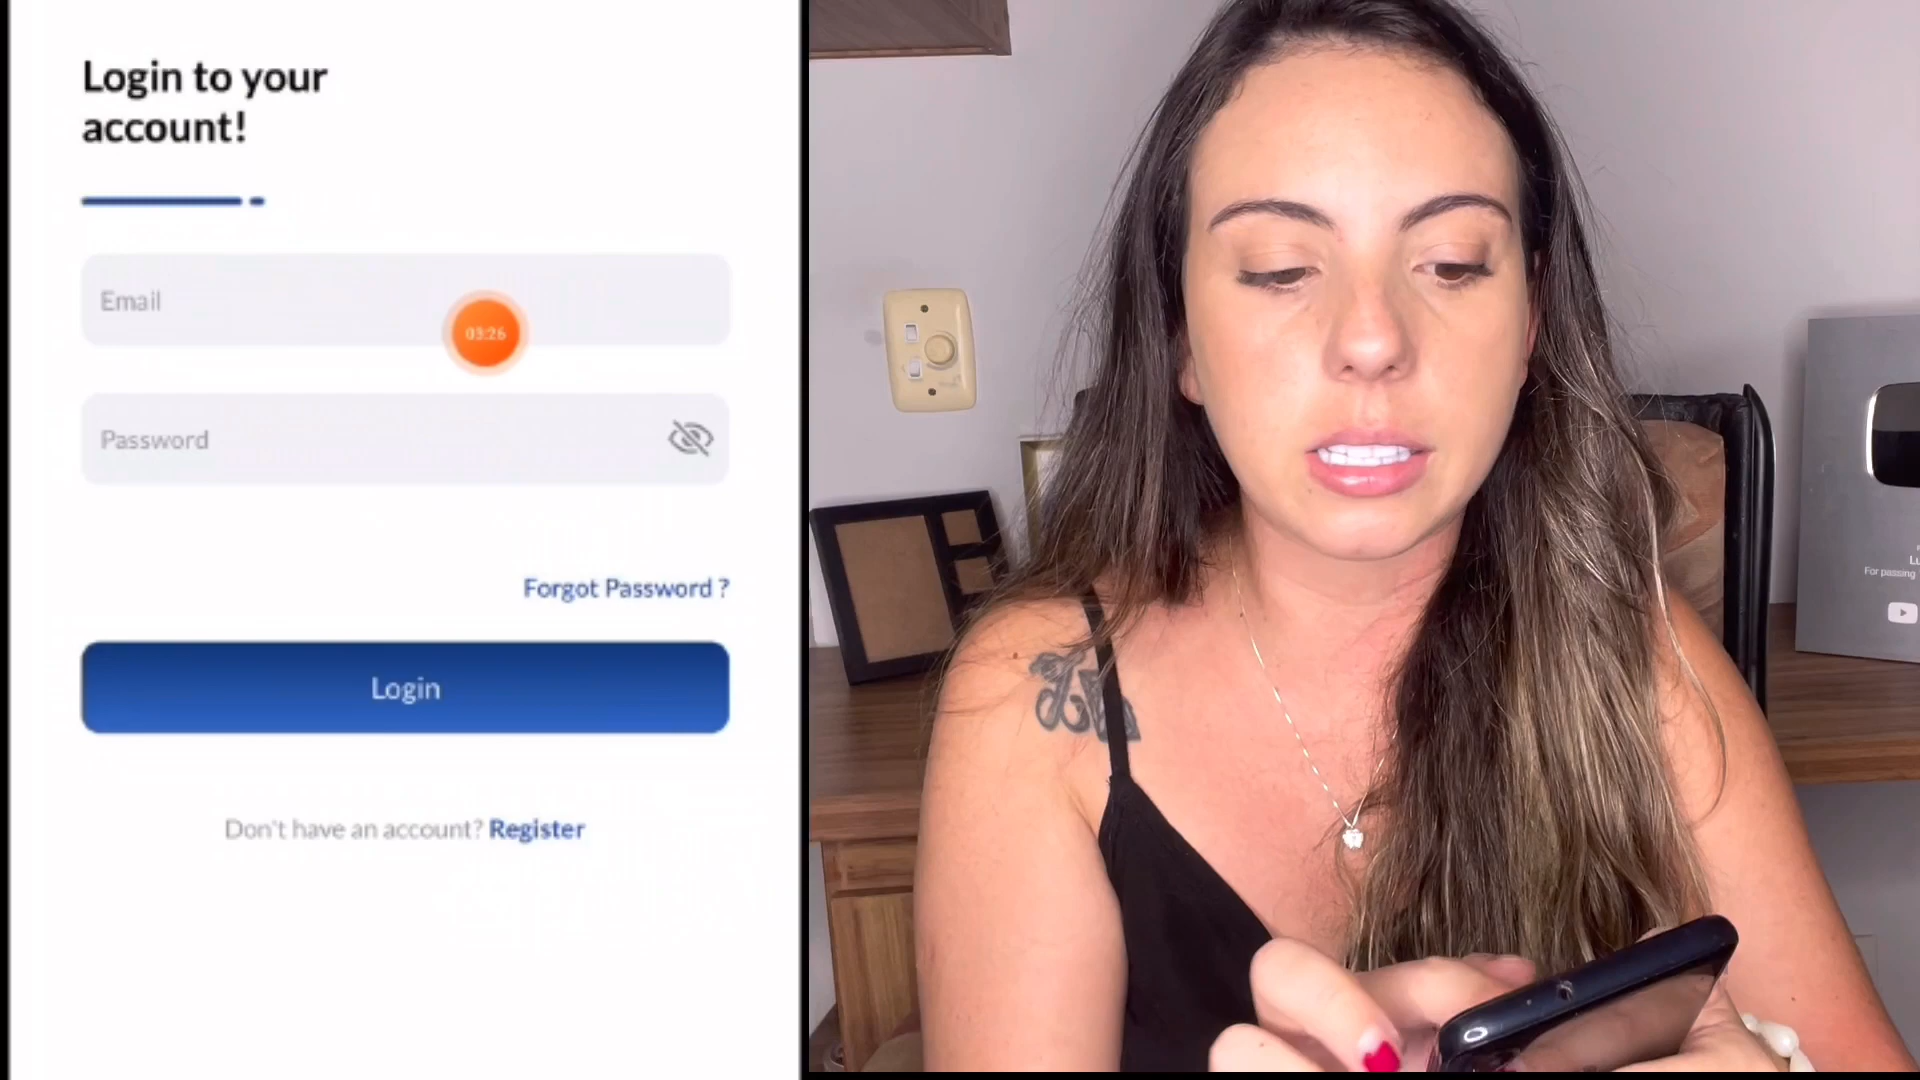 Login to your
account!
Email
03:26
Password
Forgot Password ?
Login
Don't have an account? Register
For passing